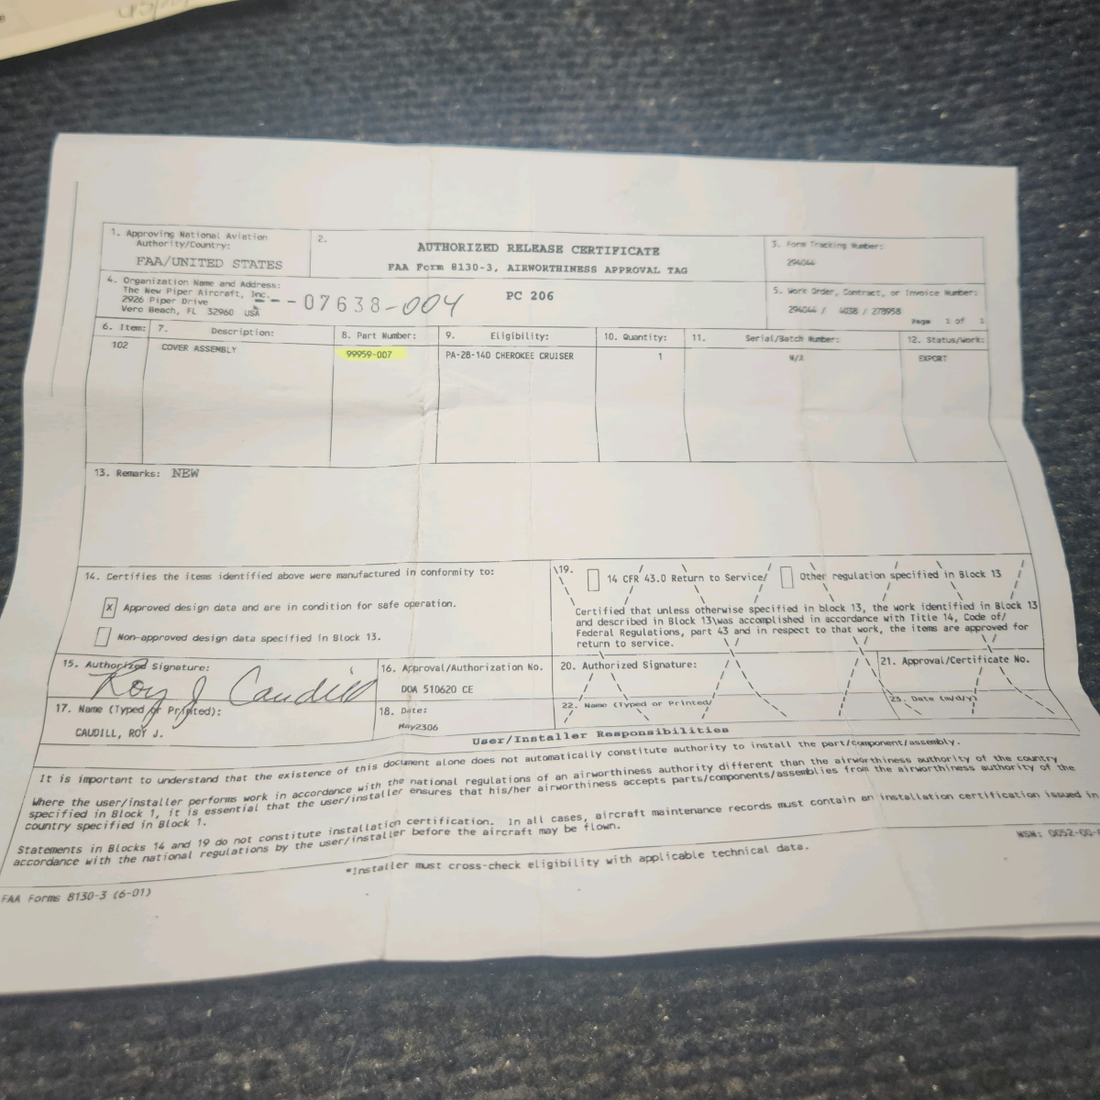 1. Approving National Aviation Authority/Country:
FAA/UNITED STATES
2.
AUTHORIZED RELEASE CERTIFICATE
FAA Form 8130-3, AIRWORTHINESS APPROVAL TAG
3. Form Tracking Number:
294044
4. Organization Name and Address:
The New Piper Aircraft, Inc.
2926 Piper Drive
Vero Beach, FL 32960 USA
07638-004
PC 206
5. Work Order, Contract, or Invoice Number:
294044 / 4038 / 278958
Page 1 of 1
6. Item: 7. Description: 8. Part Number: 9. Eligibility: 10. Quantity: 11. Serial/Batch Number: 12. Status/Work:
102 COVER ASSEMBLY 99959-007 PA-28-140 CHEROKEE CRUISER 1 N/A EXPORT
13. Remarks: NEW
14. Certifies the items identified above were manufactured in conformity to:
X Approved design data and are in condition for safe operation.
Non-approved design data specified in Block 13.
19. 14 CFR 43.0 Return to Service Other regulation specified in Block 13
Certified that unless otherwise specified in block 13, the work identified in Block 13
and described in Block 13 was accomplished in accordance with Title 14, Code of
Federal Regulations, part 43 and in respect to that work, the items are approved for
return to service.
15. Authorized Signature:
Roy J Caudill
16. Approval/Authorization No.
DOA 510620 CE
20. Authorized Signature:
21. Approval/Certificate No.
17. Name (Typed or Printed):
CAUDILL, ROY J.
18. Date:
May2306
22. Name (Typed or Printed)
23. Date (m/d/y)
User/Installer Responsibilities
It is important to understand that the existence of this document alone does not automatically constitute authority to install the part/component/assembly.
Where the user/installer performs work in accordance with the national regulations of an airworthiness authority different than the airworthiness authority of the country
specified in Block 1, it is essential that the user/installer ensures that his/her airworthiness accepts parts/components/assemblies from the airworthiness authority of the
country specified in Block 1.
Statements in Blocks 14 and 19 do not constitute installation certification. In all cases, aircraft maintenance records must contain an installation certification issued in
accordance with the national regulations by the user/installer before the aircraft may be flown.
*Installer must cross-check eligibility with applicable technical data.
FAA Forms 8130-3 (6-01)